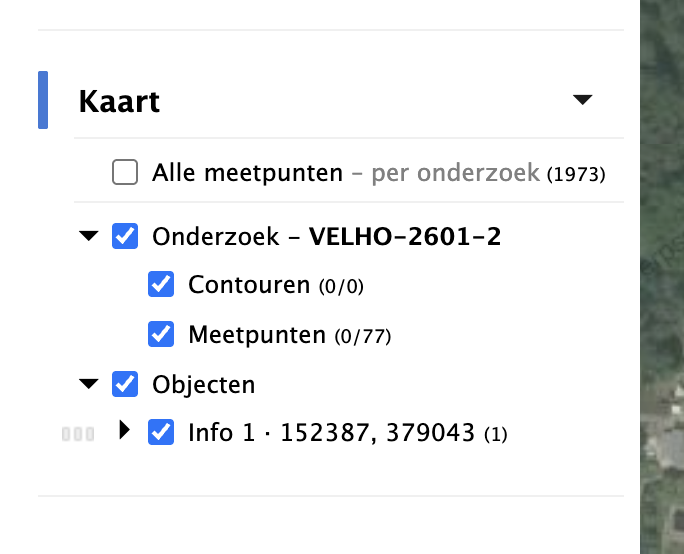 Kaart
Alle meetpunten – per onderzoek (1973)
Onderzoek – VELHO-2601-2
Contouren (0/0)
Meetpunten (0/77)
Objecten
Info 1 · 152387, 379043 (1)